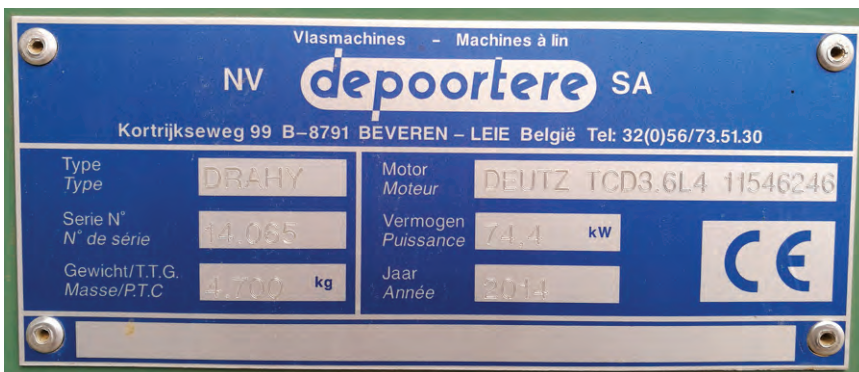 Vlasmachines - Machines à lin
NV depoortere SA
Kortrijkseweg 99 B-8791 BEVEREN - LEIE België Tel: 32(0)56/73.51.30
Type
Type
DRAHY
Serie N°
N° de série
14.065
Gewicht/T.T.G.
Masse/P.T.C
4.700 kg
Motor
Moteur
DEUTZ TCD3.6L4 11546246
Vermogen
Puissance
74,4 kW
Jaar
Année
2014
CE